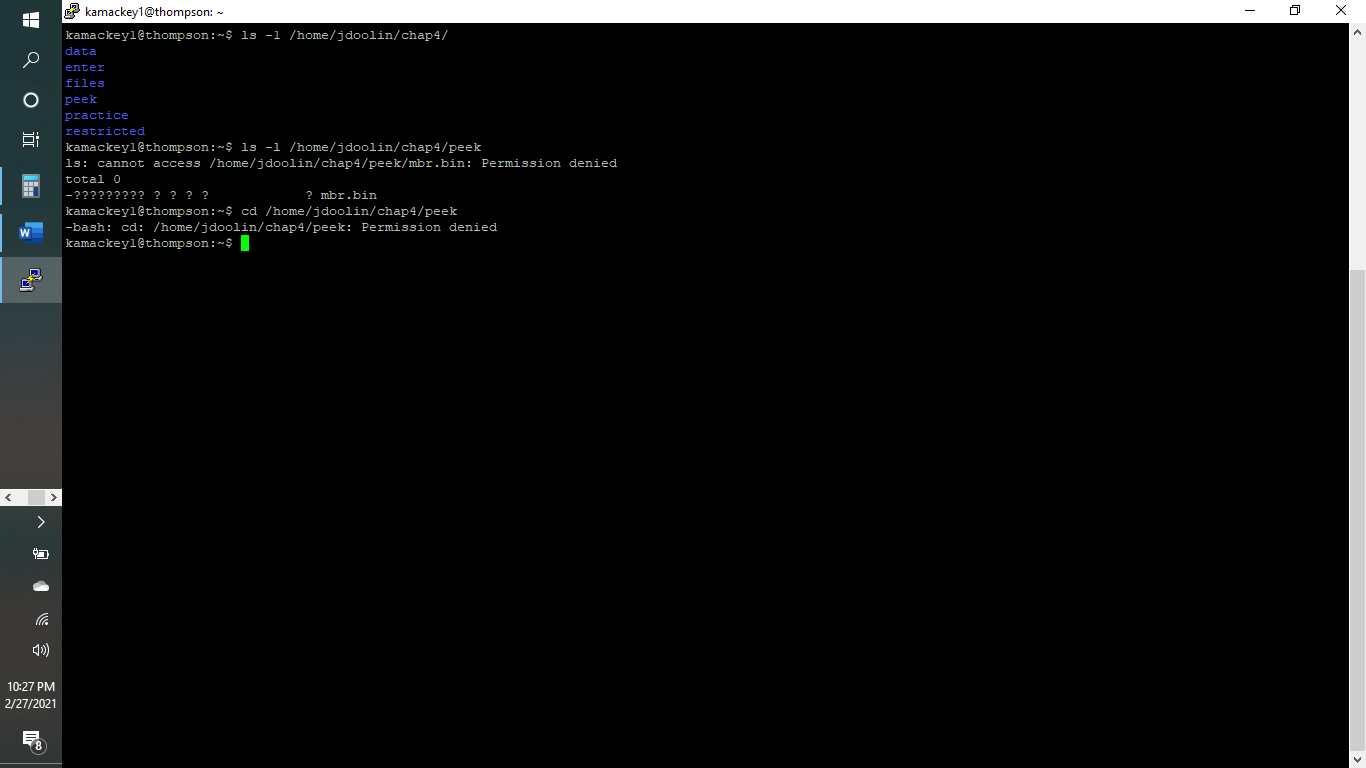 kamackey1@thompson: ~
kamackey1@thompson:~$ ls -1 /home/jdoolin/chap4/
data
enter
files
peek
practice
restricted
kamackey1@thompson:~$ ls -l /home/jdoolin/chap4/peek
ls: cannot access /home/jdoolin/chap4/peek/mbr.bin: Permission denied
total 0
-????????? ? ? ? ?            ? mbr.bin
kamackey1@thompson:~$ cd /home/jdoolin/chap4/peek
-bash: cd: /home/jdoolin/chap4/peek: Permission denied
kamackey1@thompson:~$
W
10:27 PM
2/27/2021
8